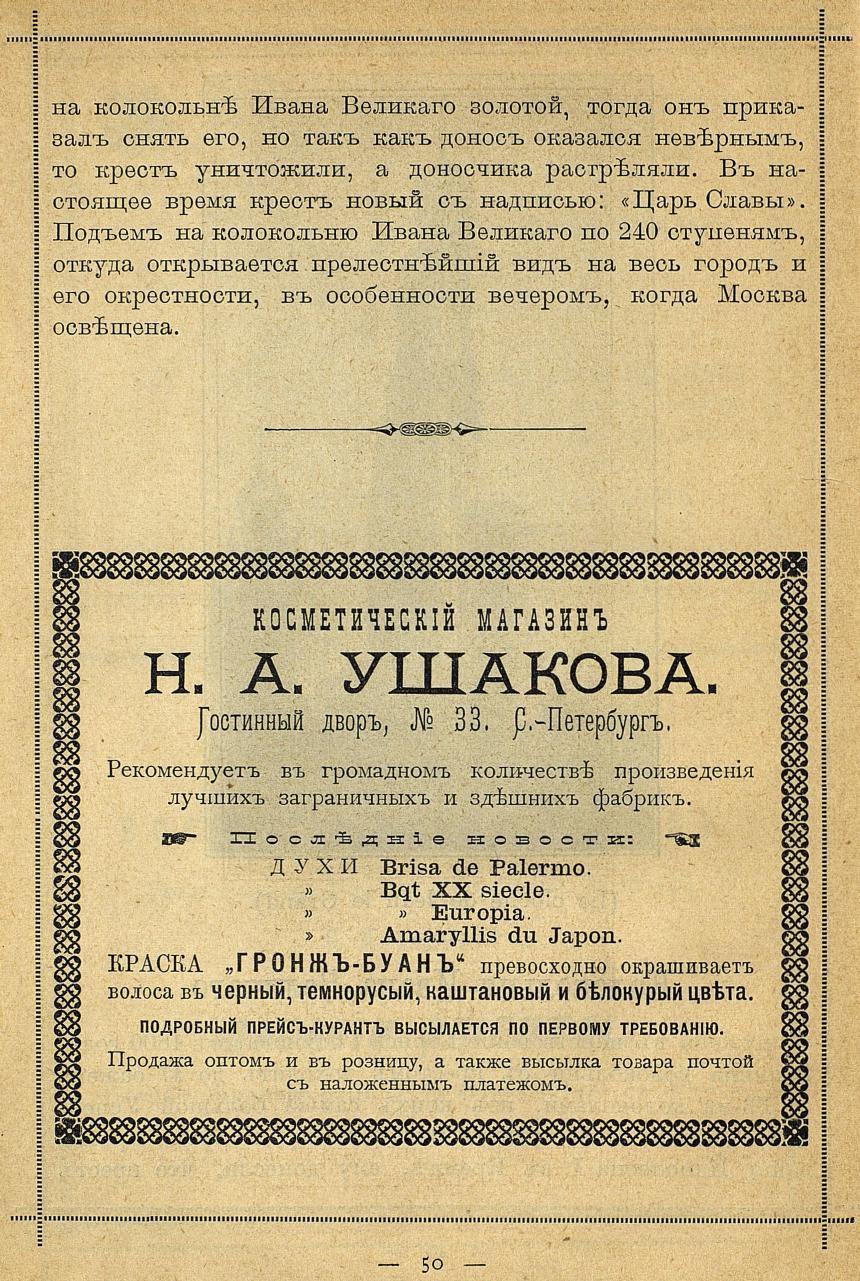 на колокольнѣ Ивана Великаго золотой, тогда онъ прика-
залъ снять его, но такъ какъ доносъ оказался невѣрнымъ,
то крестъ уничтожили, а доносчика растрѣляли. Въ на-
стоящее время крестъ новый съ надписью: «Царь Славы».
Подъемъ на колокольню Ивана Великаго по 240 ступенямъ,
откуда открывается прелестнѣйшій видъ на весь городъ и
его окрестности, въ особенности вечеромъ, когда Москва
освѣщена.
КОСМЕТИЧЕСКІЙ МАГАЗИНЪ
Н. А. УШАКОВА.
Гостинный дворъ, № 33. С.-Петербургъ.
Рекомендуетъ въ громадномъ количествѣ произведенія
лучшихъ заграничныхъ и здѣшнихъ фабрикъ.
Послѣдніе новости:
ДУХИ Brisa de Palermo.
» Bqt XX siecle.
» » Europia.
» Amaryllis du Japon.
КРАСКА „ГРОНЖЪ-БУАНЪ“ превосходно окрашиваетъ
волоса въ черный, темнорусый, каштановый и бѣлокурый цвѣта.
ПОДРОБНЫЙ ПРЕЙСЪ-КУРАНТЪ ВЫСЫЛАЕТСЯ ПО ПЕРВОМУ ТРЕБОВАНІЮ.
Продажа оптомъ и въ розницу, а также высылка товара почтой
съ наложеннымъ платежомъ.
— 50 —